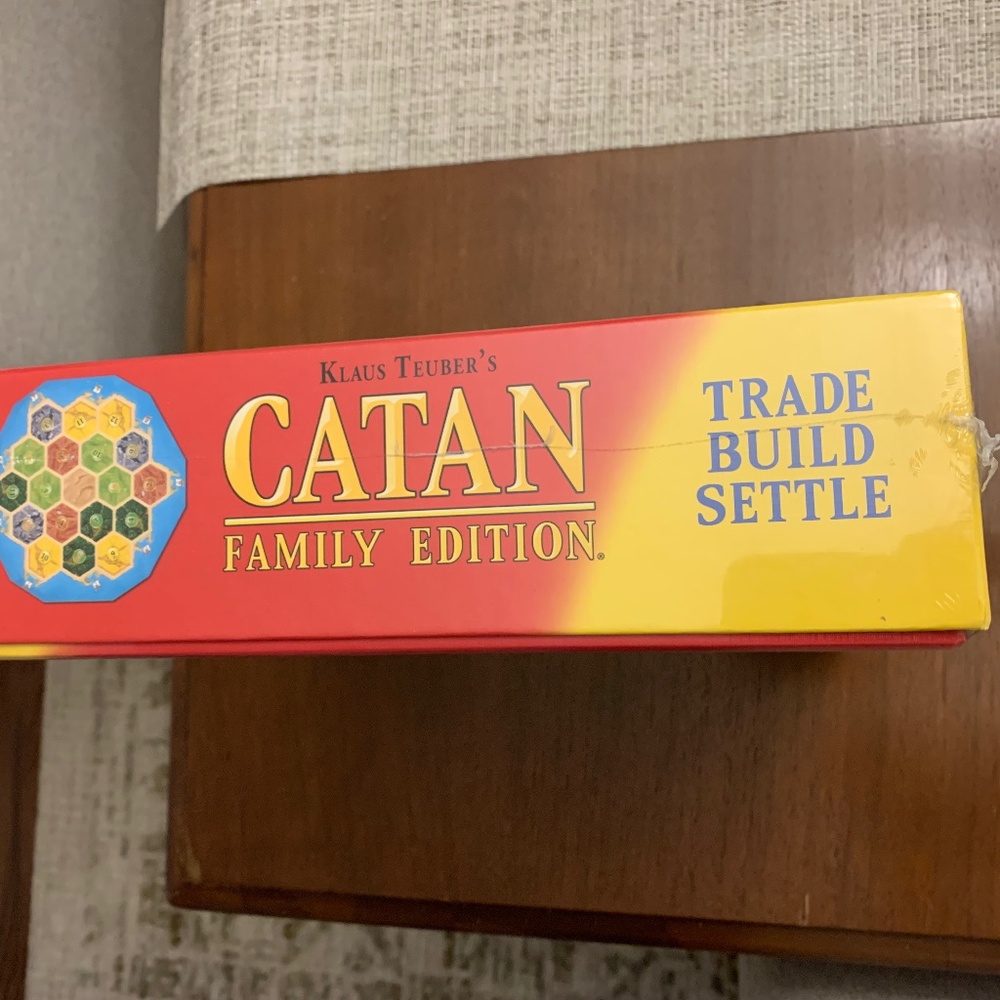 KLAUS TEUBER'S
CATAN
FAMILY EDITION®
TRADE
BUILD
SETTLE